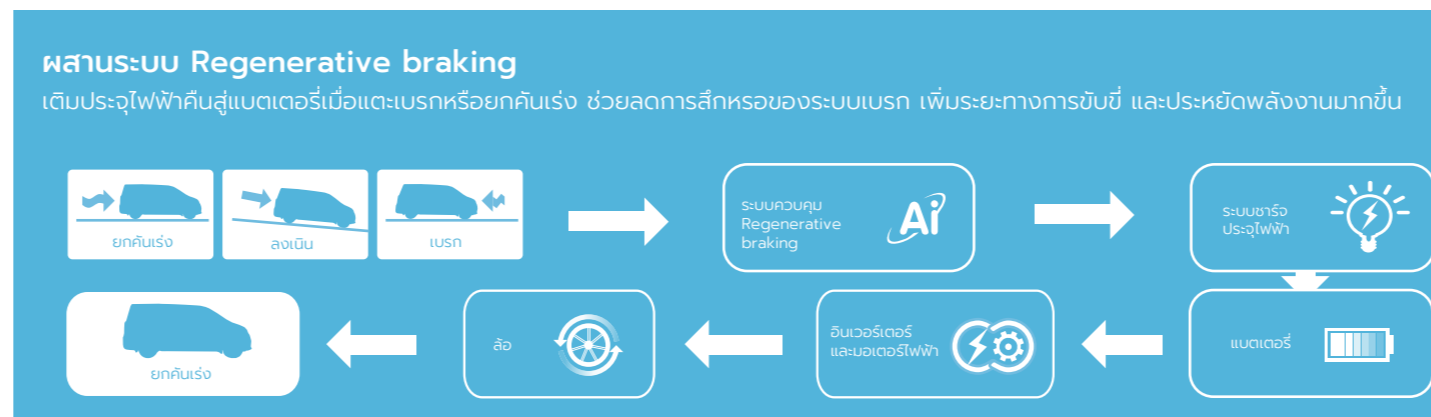 ผสานระบบ Regenerative braking
เติมประจุไฟฟ้าคืนสู่แบตเตอรี่เมื่อแตะเบรกหรือยกคันเร่ง ช่วยลดการสึกหรอของระบบเบรก เพิ่มระยะทางการขับขี่ และประหยัดพลังงานมากขึ้น
ยกคันเร่ง
ลงเนิน
เบรก
ระบบควบคุม
Regenerative
braking
Ai
ระบบชาร์จ
ประจุไฟฟ้า
ยกคันเร่ง
ล้อ
อินเวอร์เตอร์
และมอเตอร์ไฟฟ้า
แบตเตอรี่